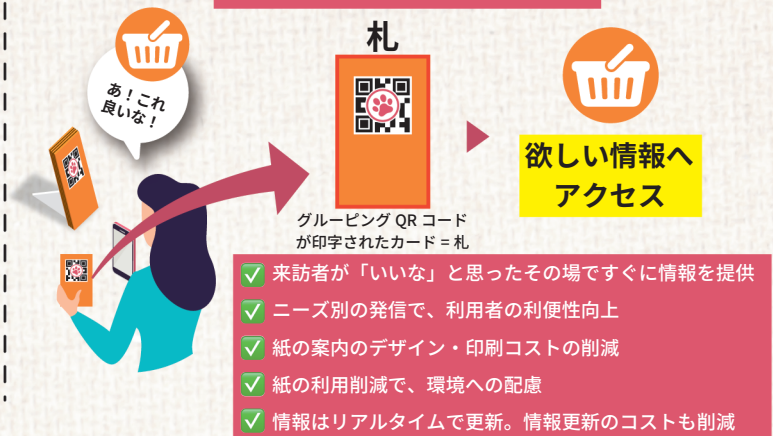 あ！これ
良いな！
札
グルーピング QR コード
が印字されたカード = 札
欲しい情報へ
アクセス
来訪者が「いいな」と思ったその場ですぐに情報を提供
ニーズ別の発信で、利用者の利便性向上
紙の案内のデザイン・印刷コストの削減
紙の利用削減で、環境への配慮
情報はリアルタイムで更新。情報更新のコストも削減